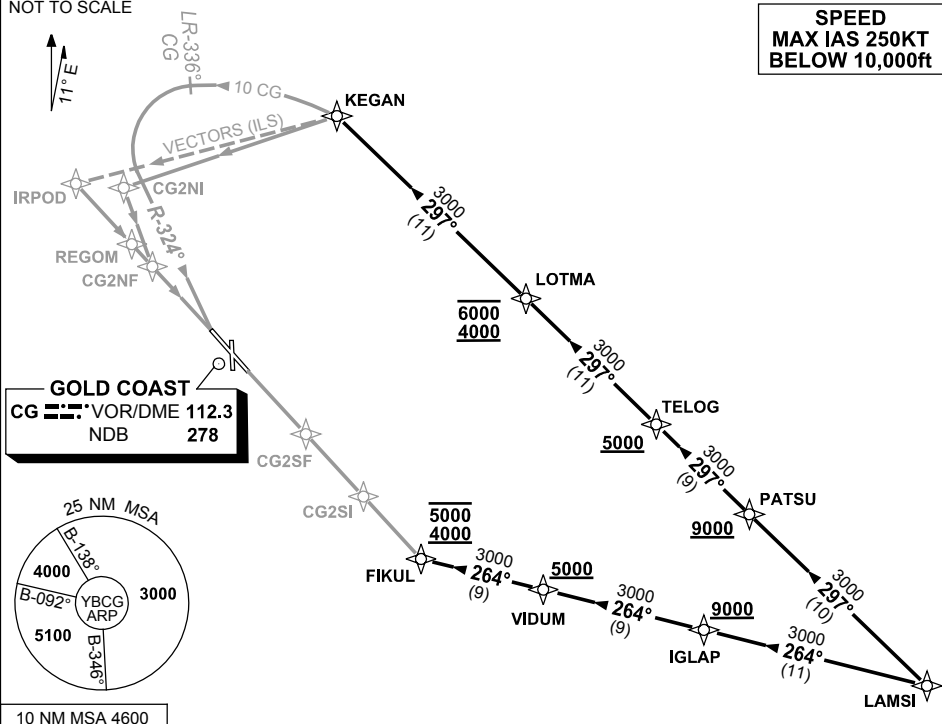 NOT TO SCALE
SPEED
MAX IAS 250KT
BELOW 10,000ft
11° E
LR-336°
CG
10 CG
KEGAN
VECTORS (ILS)
IRPOD
CG2NI
R-324°
REGOM
CG2NF
3000
297°
(11)
LOTMA
6000
4000
3000
297°
(11)
TELOG
5000
3000
297°
(9)
PATSU
9000
3000
297°
(10)
LAMSI
GOLD COAST
CG VOR/DME 112.3
NDB 278
CG2SF
CG2SI
5000
4000
FIKUL
3000
264°
(9)
5000
VIDUM
3000
264°
(9)
9000
IGLAP
3000
264°
(11)
25 NM MSA
B-138°
4000
B-092°
YBCG
ARP
3000
5100
B-346°
10 NM MSA 4600